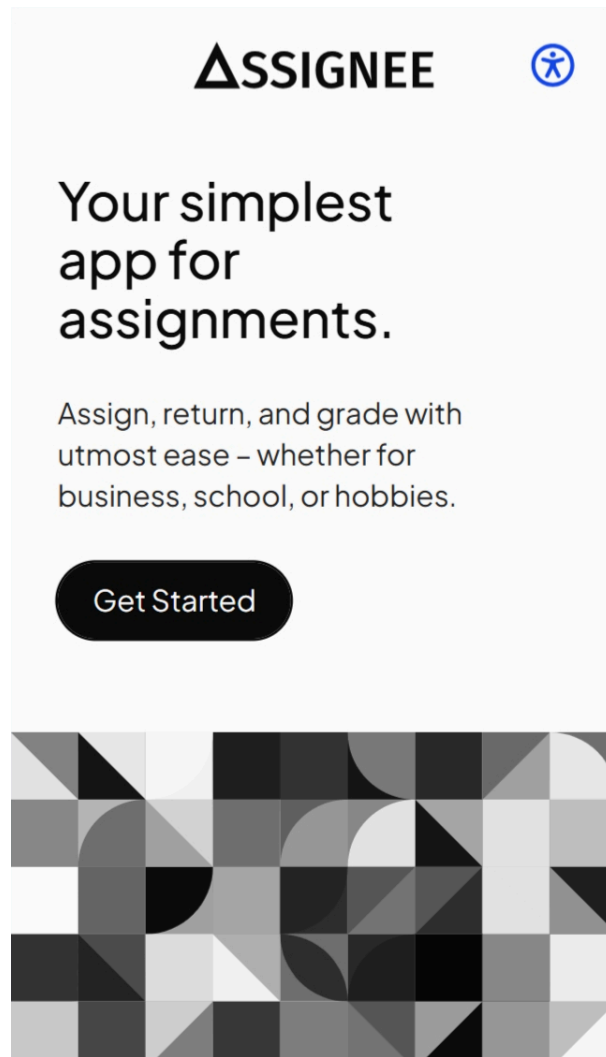 ASSIGNEE
Your simplest
app for
assignments.
Assign, return, and grade with
utmost ease – whether for
business, school, or hobbies.
Get Started